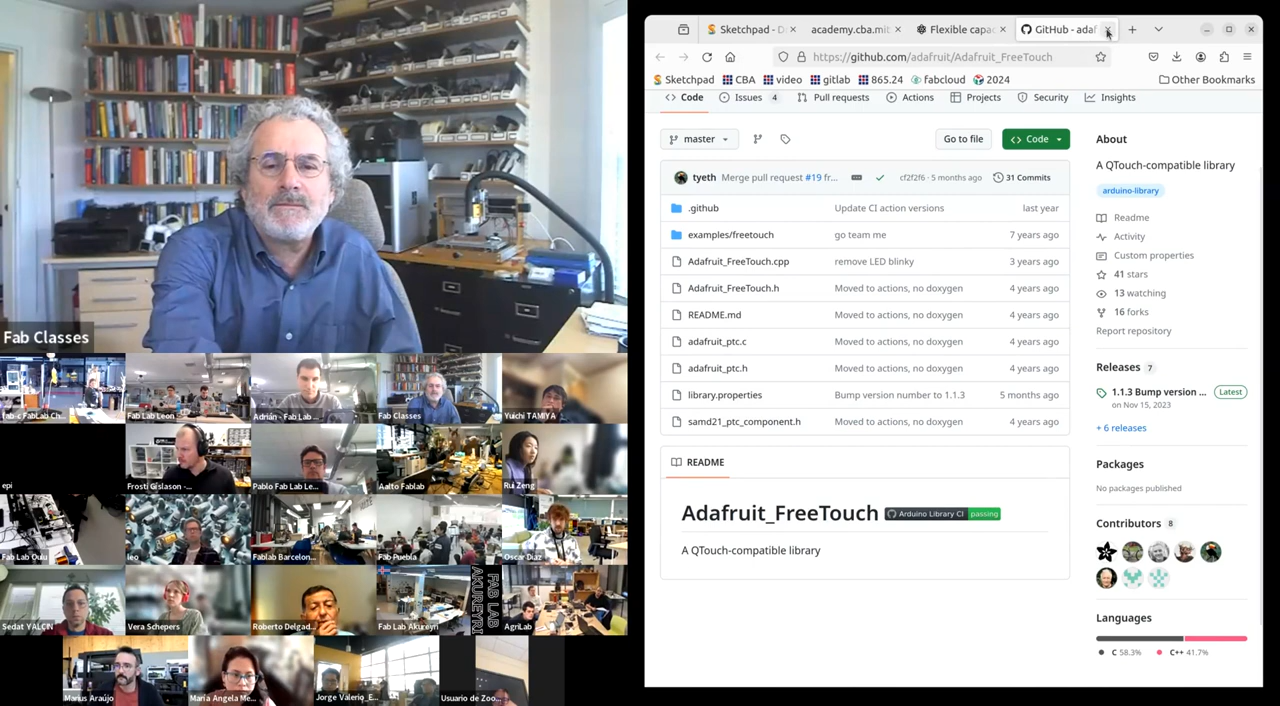 Fab Classes
fab-c FabLab Ch...
Fab Lab Leon ...
Adrián - Fab Lab ...
Fab Classes
Yuichi TAMIYA
epi
Frosti Gíslason -...
Pablo Fab Lab Le...
Aalto Fablab
Rui Zeng
Fab Lab Oulu
leo
Fablab Barcelon...
Fab Puebla
Oscar Diaz
Sedat YALÇIN
Vera Schepers
Roberto Delgad...
Fab Lab Akureyri
FAB LAB
AKUREYRI
AgriLab
Marius Araújo
María Angela Me...
Jorge Valerio_E...
Usuario de Zoo...
Sketchpad - D
academy.cba.mit
Flexible capac
GitHub - adaf
https://github.com/adafruit/Adafruit_FreeTouch
Sketchpad CBA video gitlab 865.24 fabcloud 2024 Other Bookmarks
Code Issues 4 Pull requests Actions Projects Security Insights
master Go to file Code
tyeth Merge pull request #19 fr... cf2f2f6 · 5 months ago 31 Commits
.github Update CI action versions last year
examples/freetouch go team me 7 years ago
Adafruit_FreeTouch.cpp remove LED blinky 3 years ago
Adafruit_FreeTouch.h Moved to actions, no doxygen 4 years ago
README.md Moved to actions, no doxygen 4 years ago
adafruit_ptc.c Moved to actions, no doxygen 4 years ago
adafruit_ptc.h Moved to actions, no doxygen 4 years ago
library.properties Bump version number to 1.1.3 5 months ago
samd21_ptc_component.h Moved to actions, no doxygen 4 years ago
README
Adafruit_FreeTouch Arduino Library CI passing
A QTouch-compatible library
About
A QTouch-compatible library
arduino-library
Readme
Activity
Custom properties
41 stars
13 watching
16 forks
Report repository
Releases 7
1.1.3 Bump version ... Latest
on Nov 15, 2023
+ 6 releases
Packages
No packages published
Contributors 8
Languages
C 58.3% C++ 41.7%